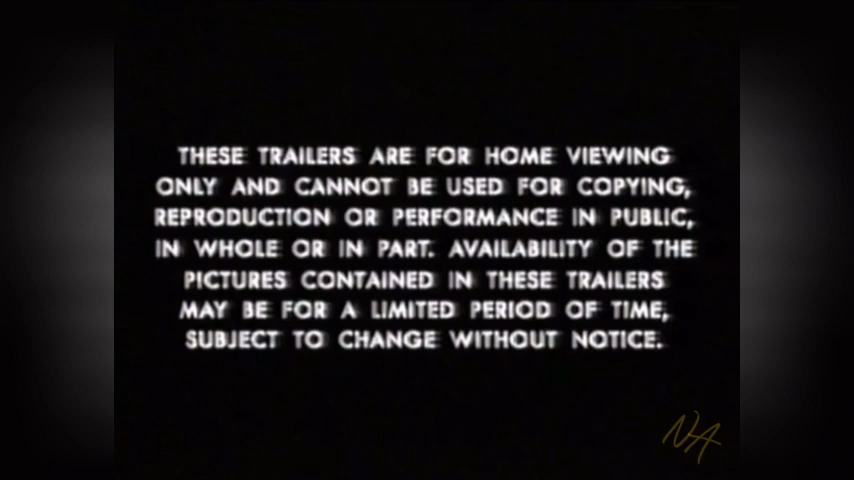 THESE TRAILERS ARE FOR HOME VIEWING
ONLY AND CANNOT BE USED FOR COPYING,
REPRODUCTION OR PERFORMANCE IN PUBLIC,
IN WHOLE OR IN PART. AVAILABILITY OF THE
PICTURES CONTAINED IN THESE TRAILERS
MAY BE FOR A LIMITED PERIOD OF TIME,
SUBJECT TO CHANGE WITHOUT NOTICE.
NA